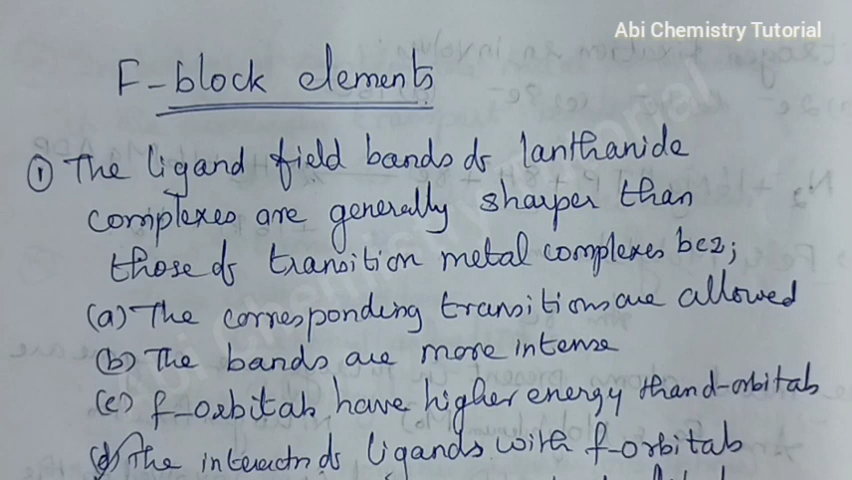 Abi Chemistry Tutorial
F-block elements
① The ligand field bands of lanthanide
complexes are generally sharper than
those of transition metal complexes bcz;
(a) The corresponding transitions are allowed
(b) The bands are more intense
(c) f-orbitals have higher energy than d-orbitals
(d) The interactn of ligands with f-orbitals